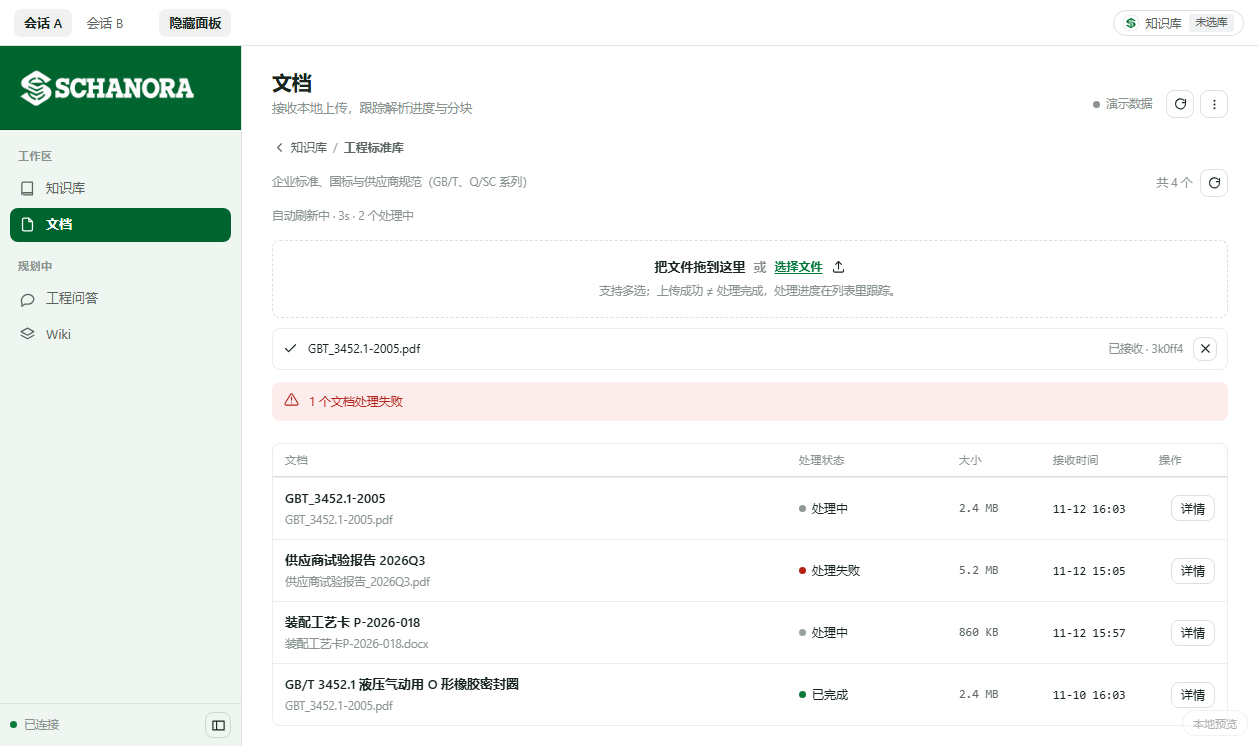 会话 A 会话 B 隐藏面板 知识库 未选库
SCHANORA
工作区
知识库
文档
规划中
工程问答
Wiki
已连接
文档
接收本地上传，跟踪解析进度与分块
演示数据
知识库 / 工程标准库
企业标准、国标与供应商规范（GB/T、Q/SC 系列）
共 4 个
自动刷新中 · 3s · 2 个处理中
把文件拖到这里 或 选择文件
支持多选；上传成功 ≠ 处理完成，处理进度在列表里跟踪。
GBT_3452.1-2005.pdf 已接收 · 3k0ff4
1 个文档处理失败
文档 处理状态 大小 接收时间 操作
GBT_3452.1-2005
GBT_3452.1-2005.pdf
处理中 2.4 MB 11-12 16:03 详情
供应商试验报告 2026Q3
供应商试验报告_2026Q3.pdf
处理失败 5.2 MB 11-12 15:05 详情
装配工艺卡 P-2026-018
装配工艺卡P-2026-018.docx
处理中 860 KB 11-12 15:57 详情
GB/T 3452.1 液压气动用 O 形橡胶密封圈
GBT_3452.1-2005.pdf
已完成 2.4 MB 11-10 16:03 详情
本地预览